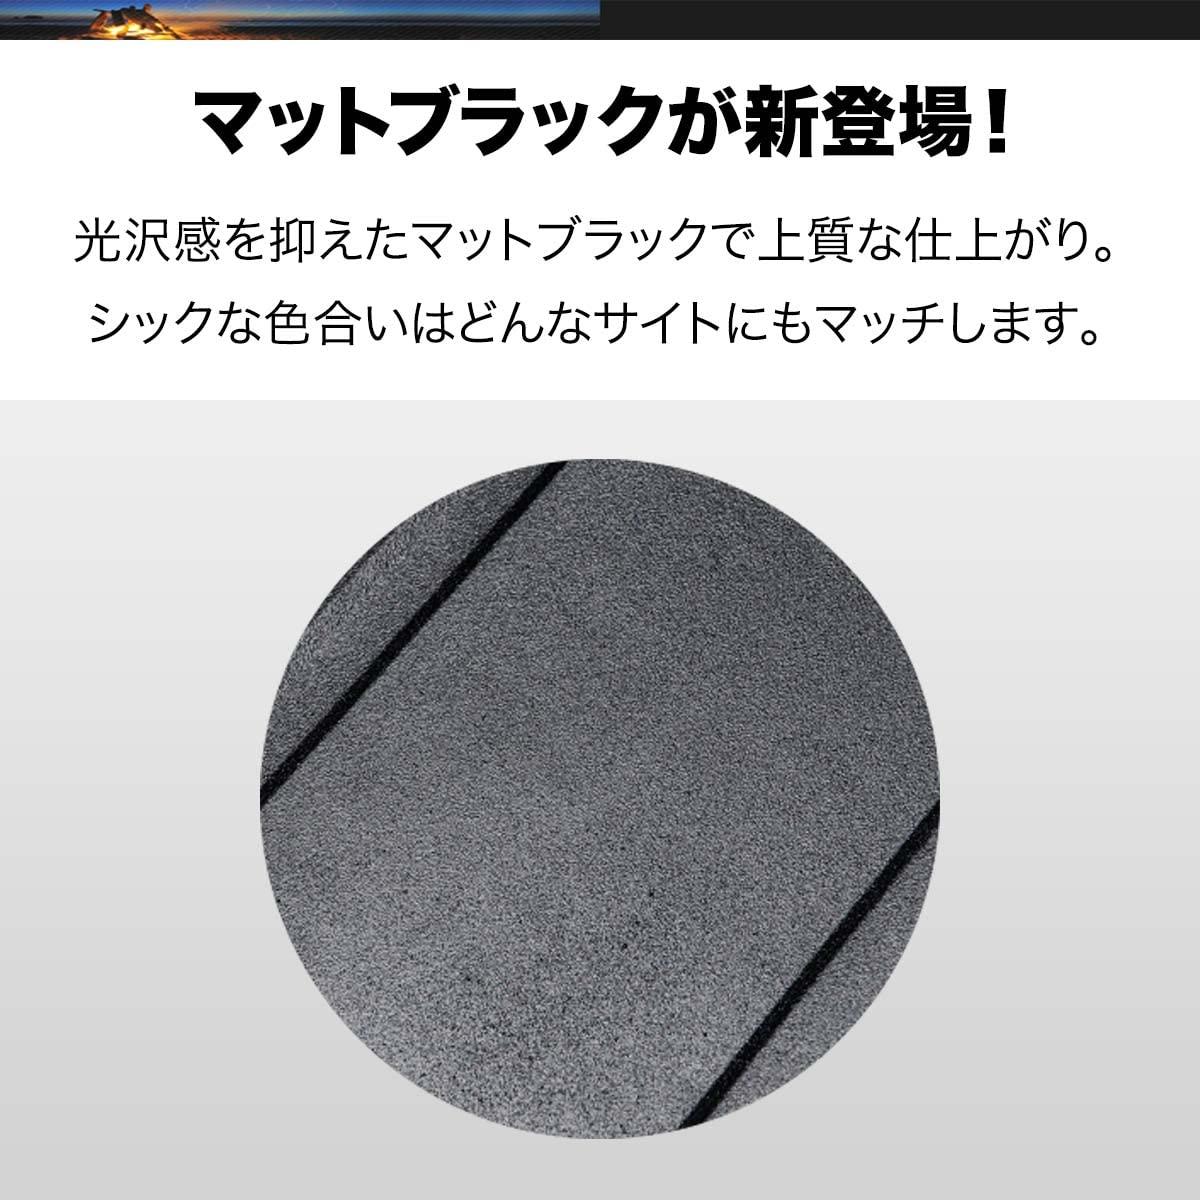 マットブラックが新登場！
光沢感を抑えたマットブラックで上質な仕上がり。
シックな色合いはどんなサイトにもマッチします。